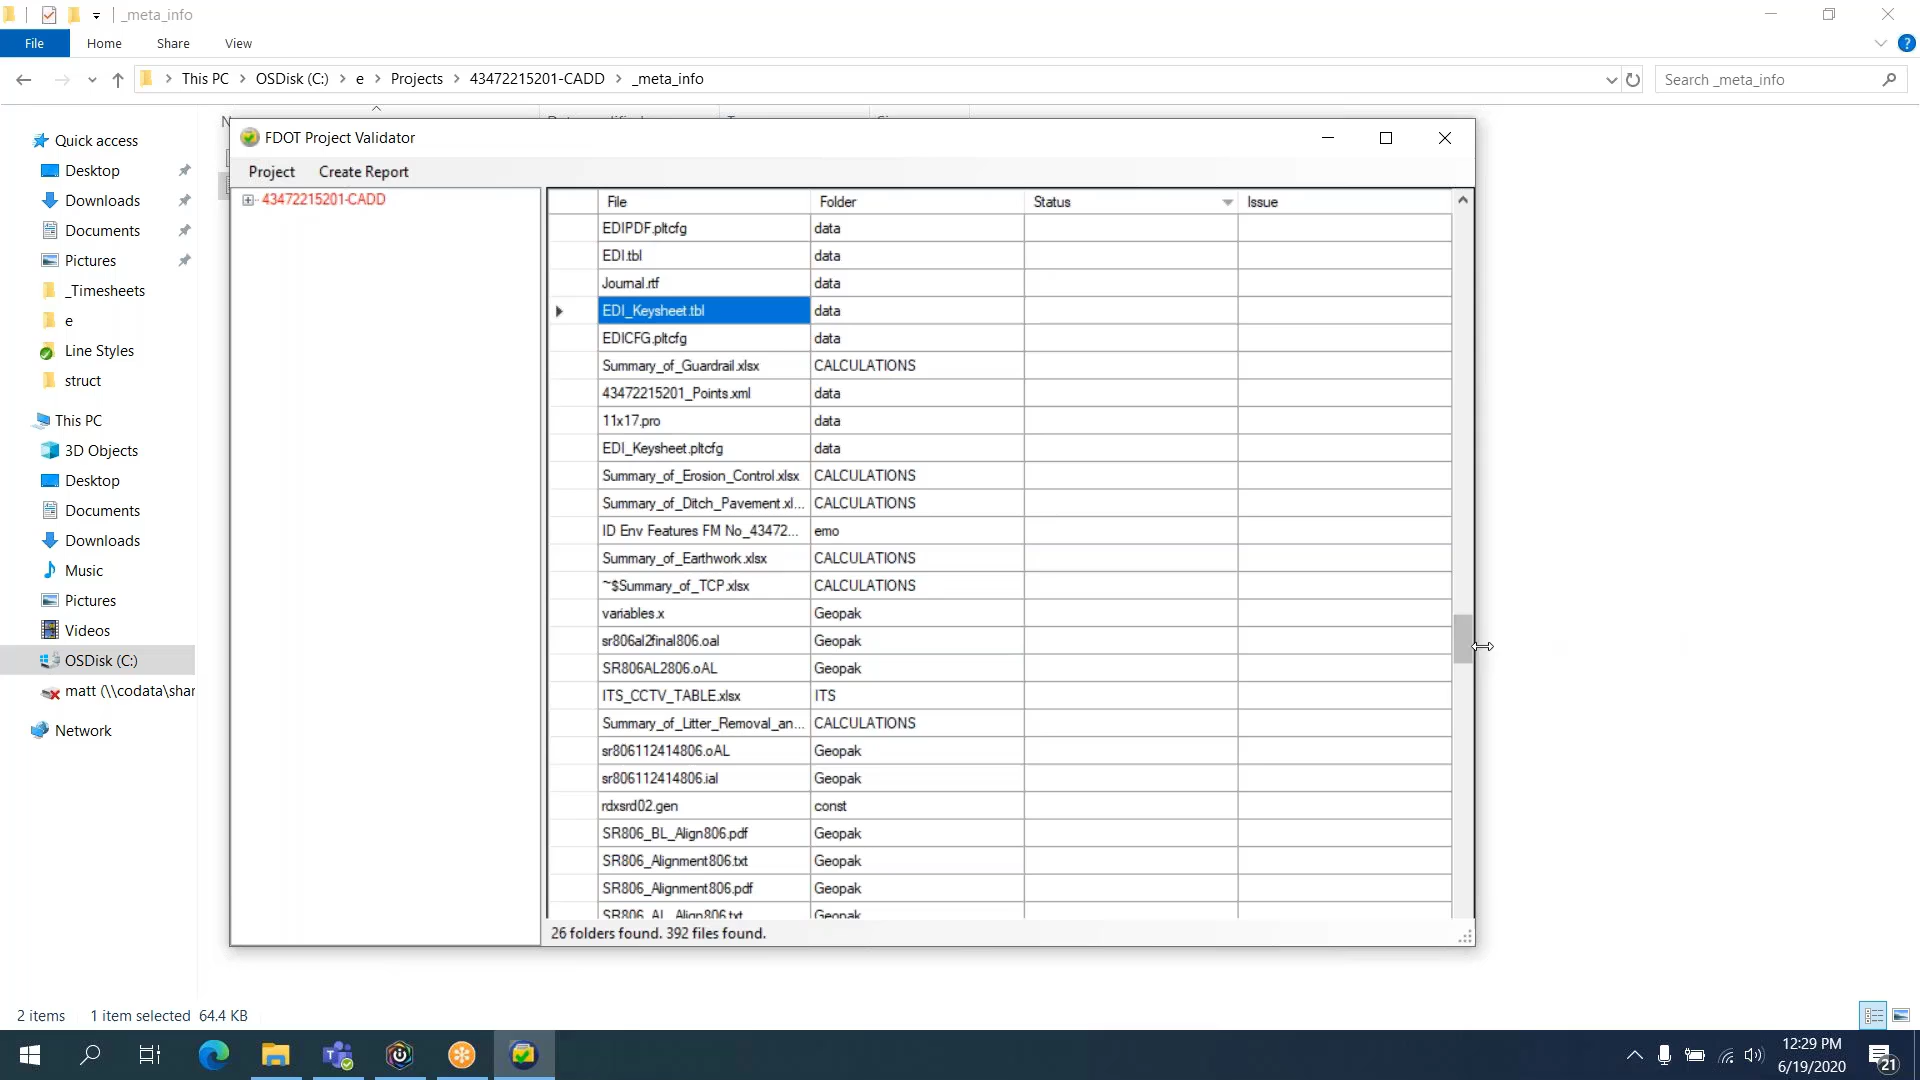 _meta_info
File Home Share View
This PC > OSDisk (C:) > e > Projects > 43472215201-CADD > _meta_info
Search _meta_info
Quick access
Desktop
Downloads
Documents
Pictures
_Timesheets
e
Line Styles
struct
This PC
3D Objects
Desktop
Documents
Downloads
Music
Pictures
Videos
OSDisk (C:)
matt (\\codata\shar
Network
FDOT Project Validator
Project Create Report
43472215201-CADD
File Folder Status Issue
EDIPDF.pltcfg data
EDI.tbl data
Journal.rtf data
EDI_Keysheet.tbl data
EDICFG.pltcfg data
Summary_of_Guardrail.xlsx CALCULATIONS
43472215201_Points.xml data
11x17.pro data
EDI_Keysheet.pltcfg data
Summary_of_Erosion_Control.xlsx CALCULATIONS
Summary_of_Ditch_Pavement.xl... CALCULATIONS
ID Env Features FM No_43472... emo
Summary_of_Earthwork.xlsx CALCULATIONS
~$Summary_of_TCP.xlsx CALCULATIONS
variables.x Geopak
sr806al2final806.oal Geopak
SR806AL2806.oAL Geopak
ITS_CCTV_TABLE.xlsx ITS
Summary_of_Litter_Removal_an... CALCULATIONS
sr806112414806.oAL Geopak
sr806112414806.ial Geopak
rdxsrd02.gen const
SR806_BL_Align806.pdf Geopak
SR806_Alignment806.txt Geopak
SR806_Alignment806.pdf Geopak
SR806_AL_Align806.txt Geopak
26 folders found. 392 files found.
2 items 1 item selected 64.4 KB
12:29 PM
6/19/2020
21